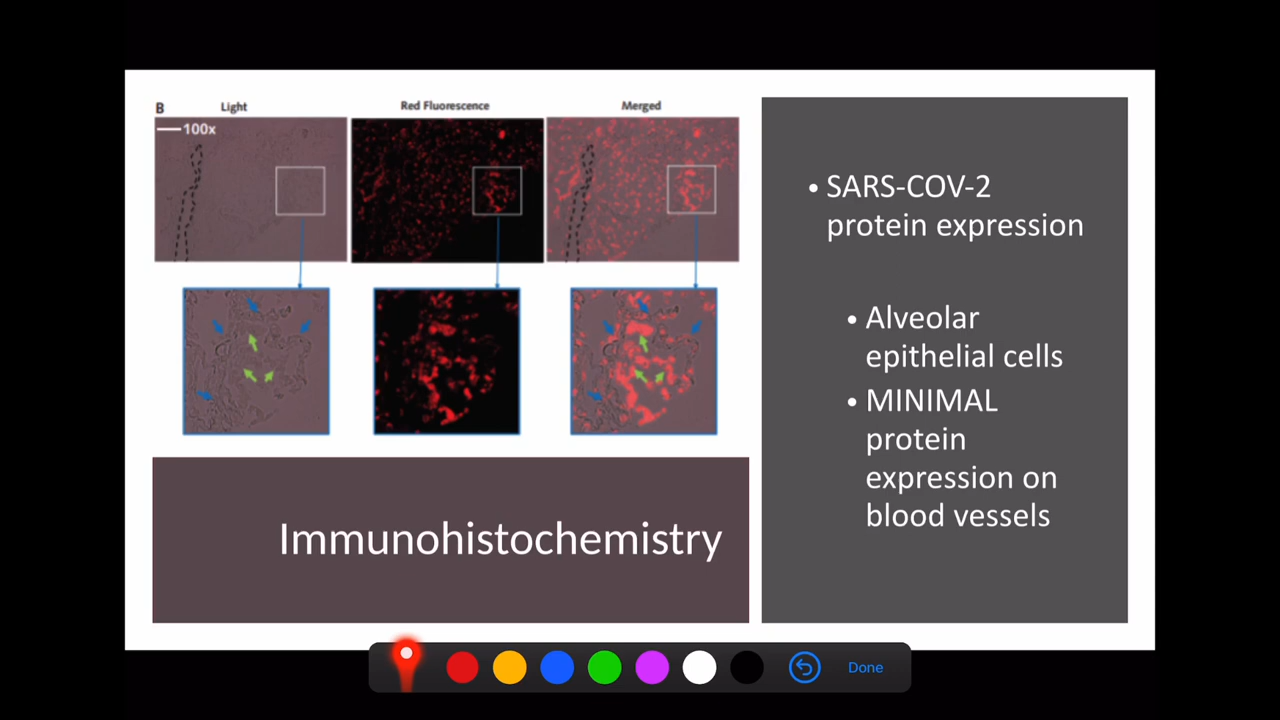 B
Light
Red Fluorescence
Merged
100x
Immunohistochemistry
• SARS-COV-2
protein expression
• Alveolar
epithelial cells
• MINIMAL
protein
expression on
blood vessels
Done